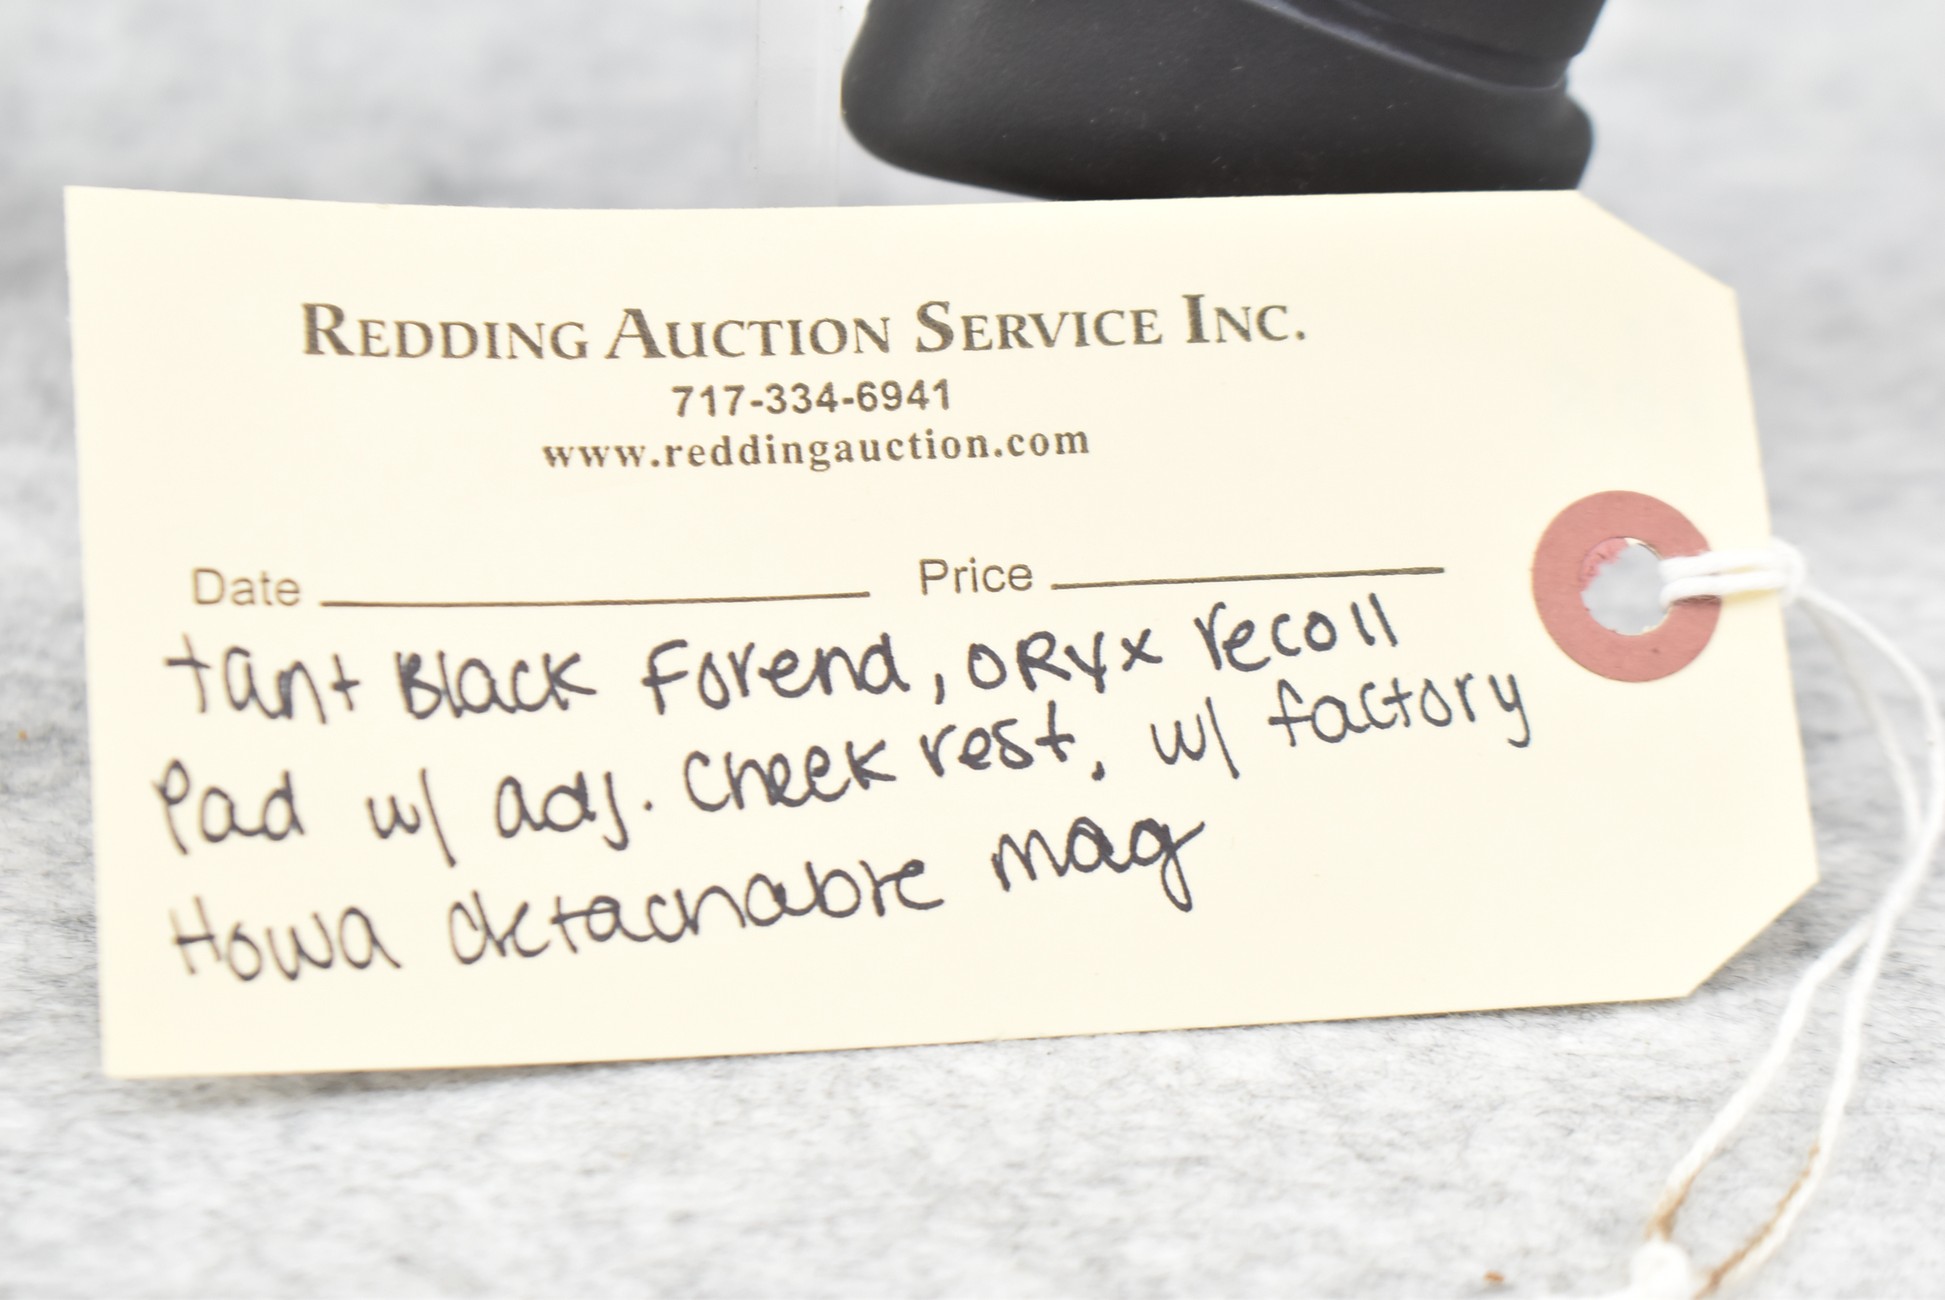 REDDING AUCTION SERVICE INC.
717-334-6941
www.reddingauction.com
Date Price
tan + Black Forend, ORyx recoil
Pad w/ adj. Cheek rest, w/ factory
Howa detachable mag